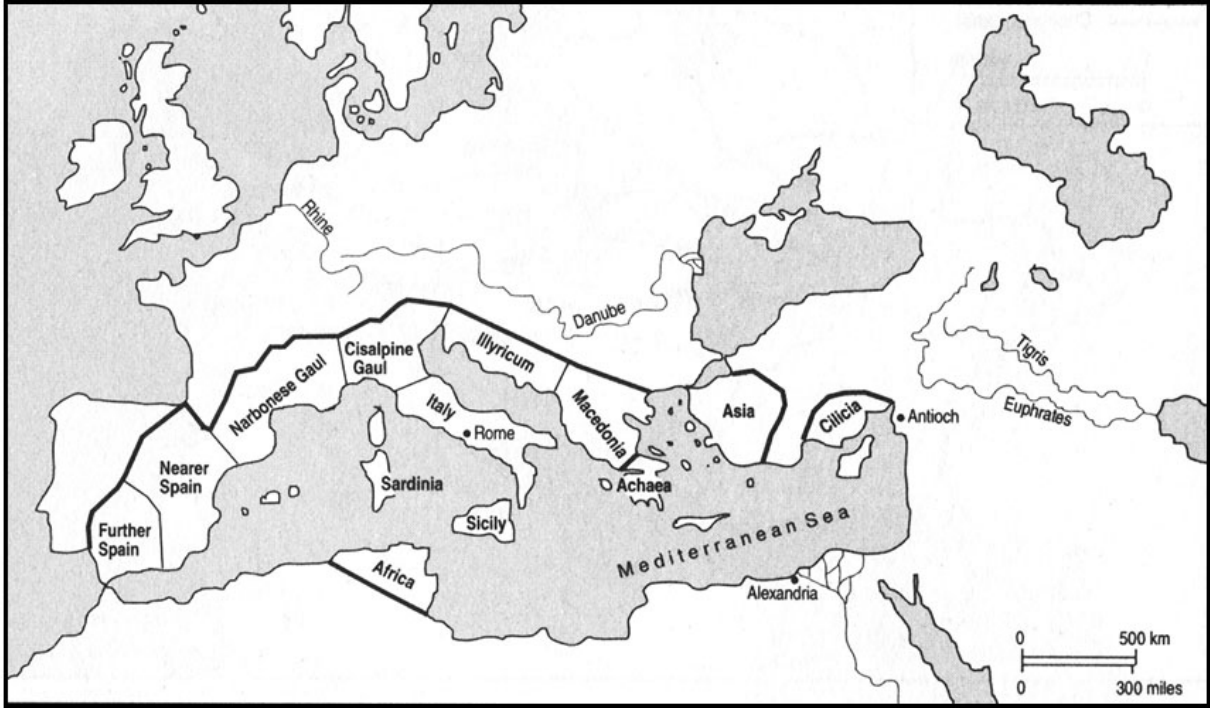 Rhine
Danube
Tigris
Euphrates
Cisalpine
Gaul
Illyricum
Narbonese Gaul
Italy
Rome
Macedonia
Asia
Cilicia
Antioch
Nearer
Spain
Sardinia
Achaea
Further
Spain
Sicily
Mediterranean Sea
Africa
Alexandria
0 500 km
0 300 miles